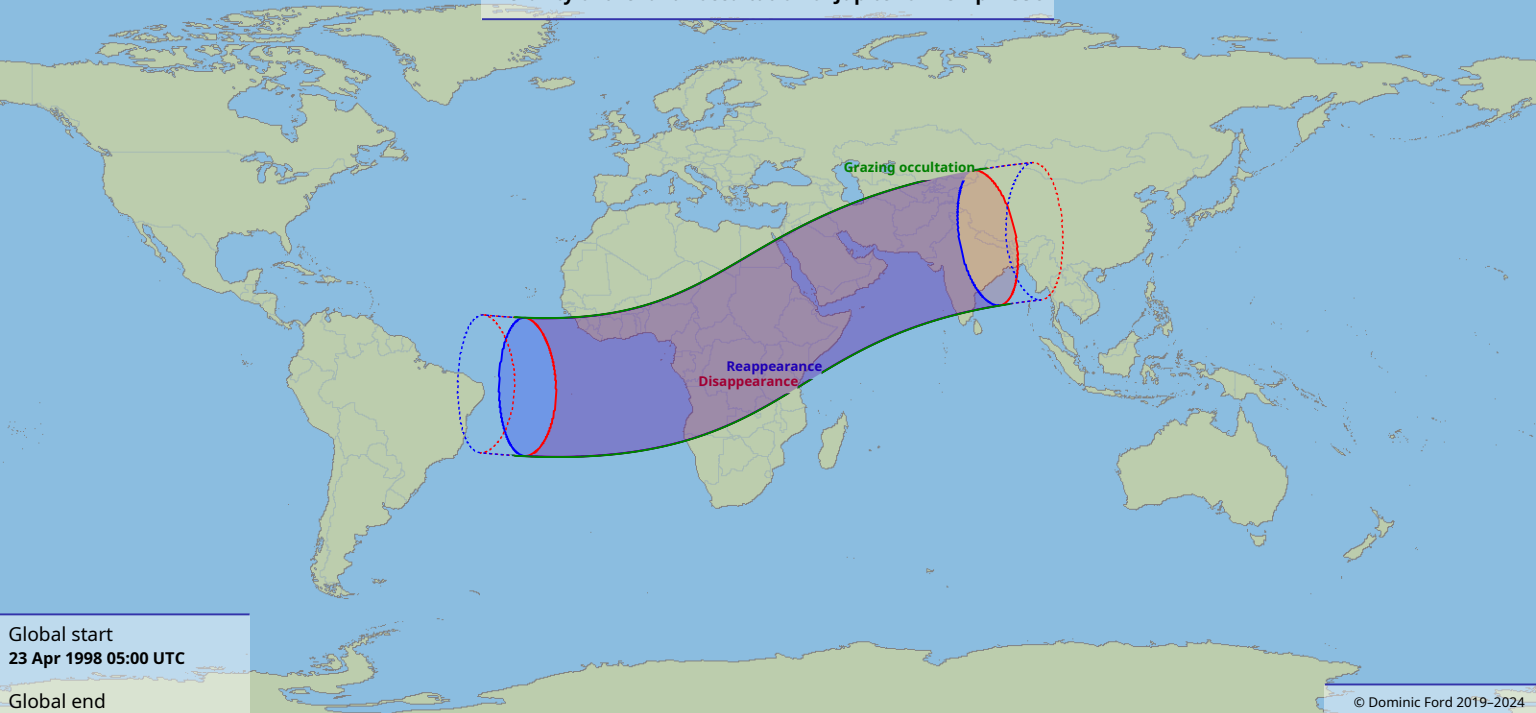 Grazing occultation
Reappearance
Disappearance
Global start
23 Apr 1998 05:00 UTC
Global end
© Dominic Ford 2019–2024